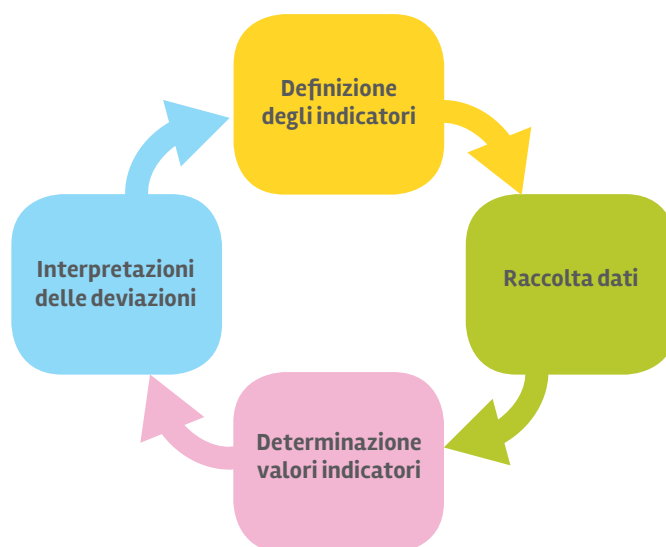 Definizione
degli indicatori
Raccolta dati
Determinazione
valori indicatori
Interpretazioni
delle deviazioni